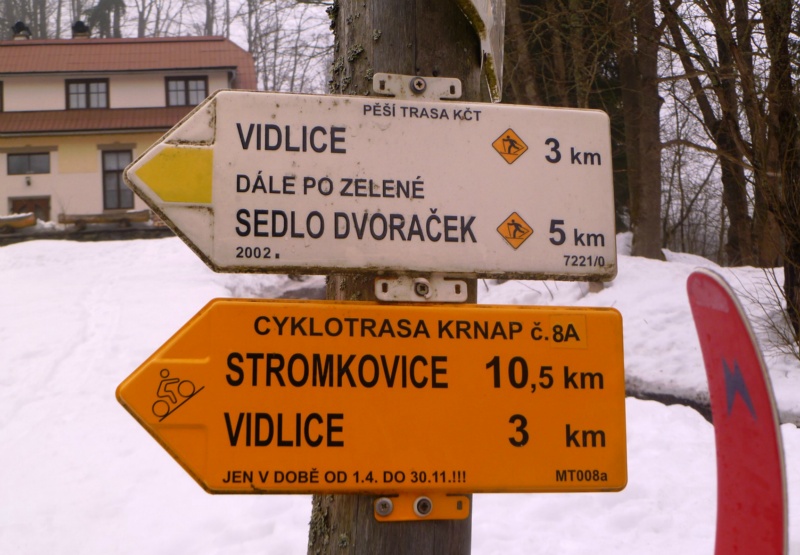 PĚŠÍ TRASA KČT
VIDLICE 3 km
DÁLE PO ZELENÉ
SEDLO DVORAČEK 5 km
2002. 7221/0
CYKLOTRASA KRNAP č. 8A
STROMKOVICE 10,5 km
VIDLICE 3 km
JEN V DOBĚ OD 1.4. DO 30.11.!!! MT008a